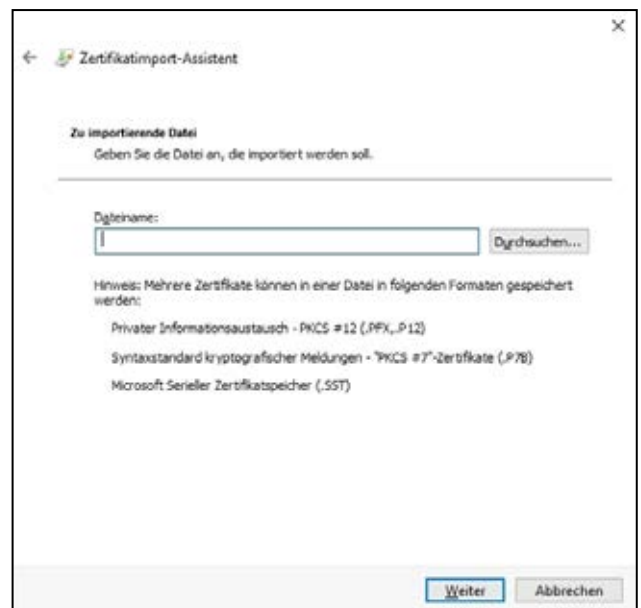 Zertifikatimport-Assistent
Zu importierende Datei
Geben Sie die Datei an, die importiert werden soll.
Dateiname:
Durchsuchen...
Hinweis: Mehrere Zertifikate können in einer Datei in folgenden Formaten gespeichert
werden:
Privater Informationsaustausch - PKCS #12 (.PFX,.P12)
Syntaxstandard kryptografischer Meldungen - "PKCS #7"-Zertifikate (.P7B)
Microsoft Serieller Zertifikatspeicher (.SST)
Weiter Abbrechen